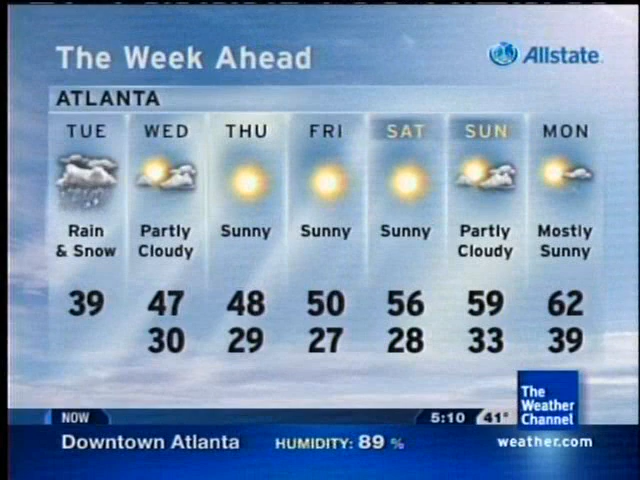 The Week Ahead
Allstate.
ATLANTA
TUE WED THU FRI SAT SUN MON
Rain & Snow
Partly Cloudy
Sunny
Sunny
Sunny
Partly Cloudy
Mostly Sunny
39 47 48 50 56 59 62
30 29 27 28 33 39
NOW
5:10 41°
The Weather Channel
Downtown Atlanta HUMIDITY: 89 %
weather.com